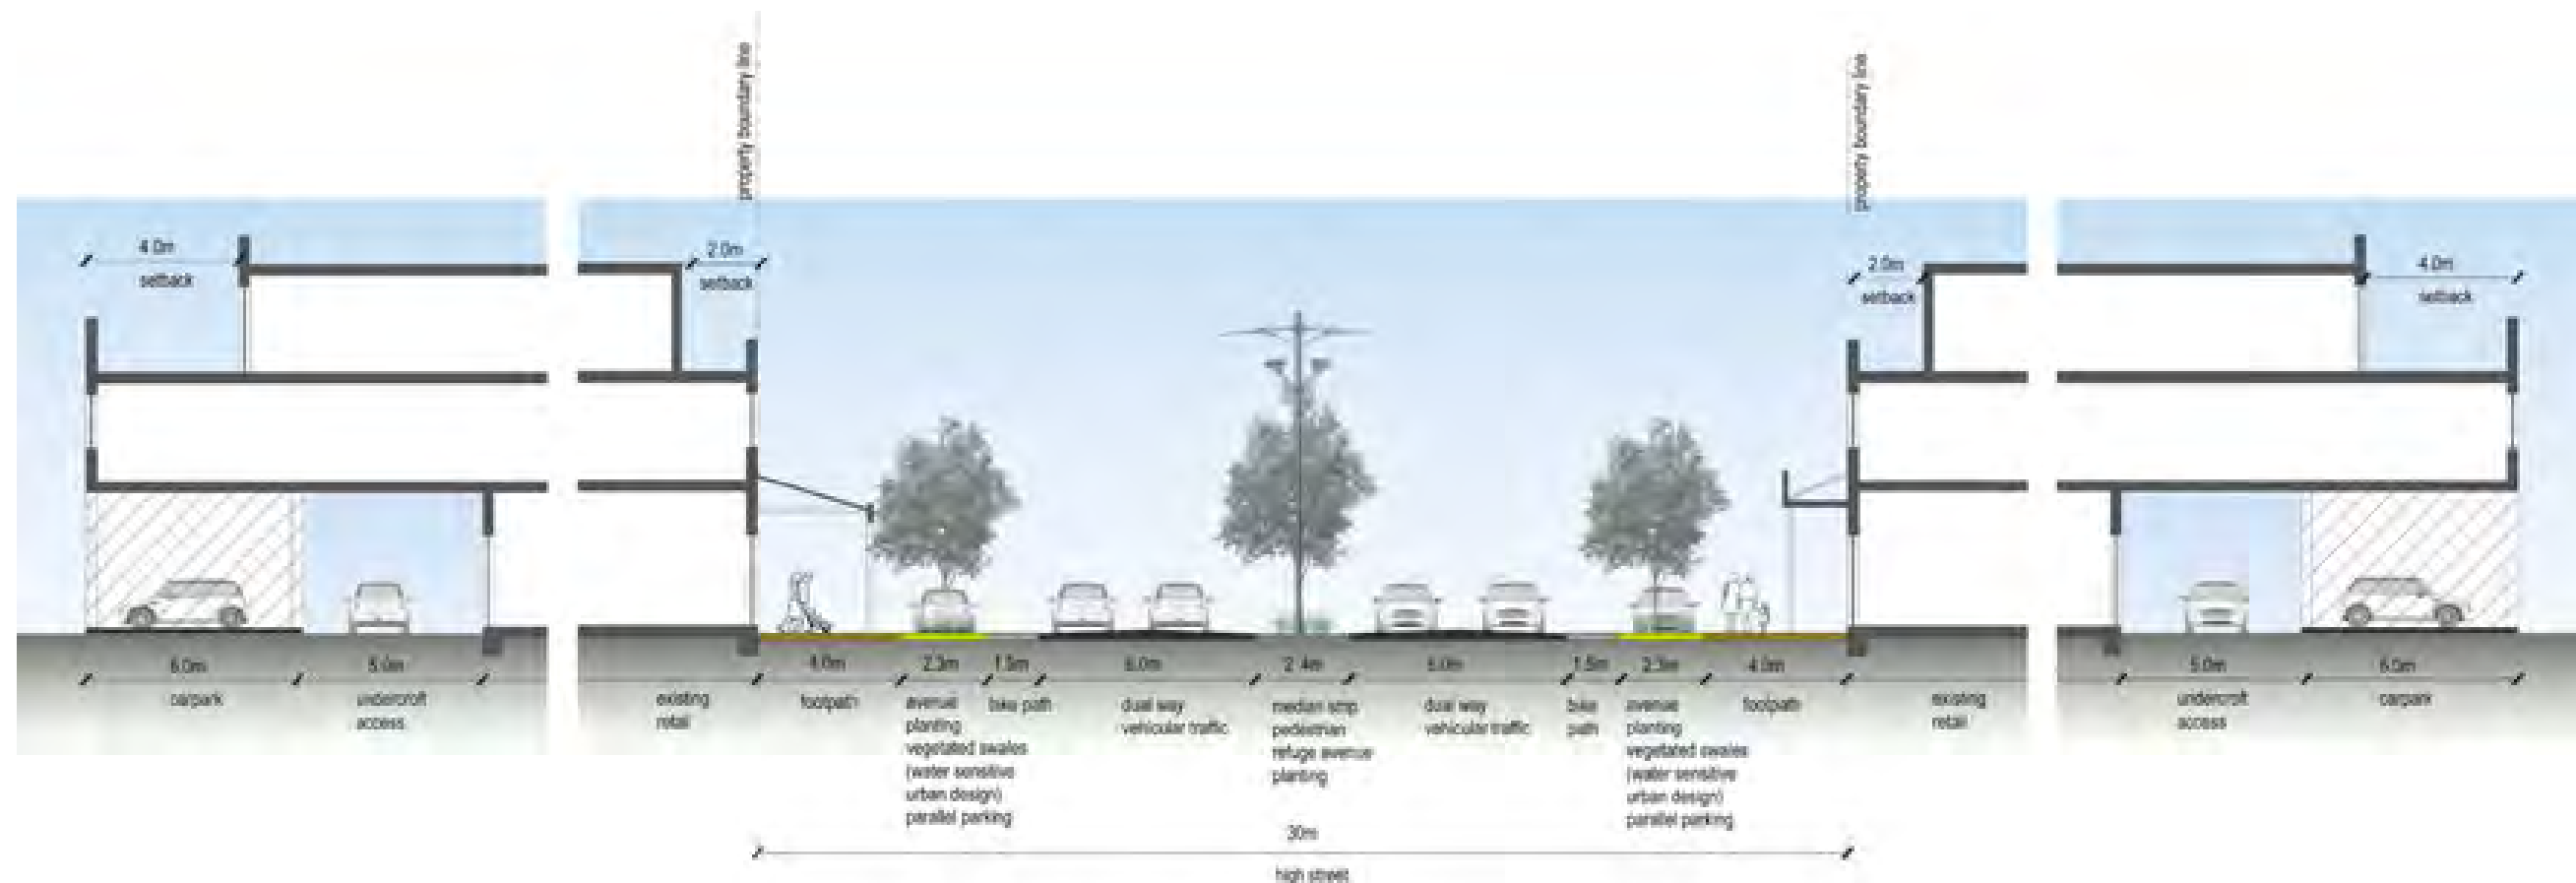 property boundary line
property boundary line
4.0m
setback
2.0m
setback
2.0m
setback
4.0m
setback
6.0m
carpark
5.0m
undercroft
access
existing
retail
4.0m
footpath
2.3m
avenue
planting
vegetated swales
(water sensitive
urban design)
parallel parking
1.5m
bike path
6.0m
dual way
vehicular traffic
2.4m
median strip
pedestrian
refuge avenue
planting
6.0m
dual way
vehicular traffic
1.5m
bike
path
2.3m
avenue
planting
vegetated swales
(water sensitive
urban design)
parallel parking
4.0m
footpath
existing
retail
5.0m
undercroft
access
6.0m
carpark
30m
high street